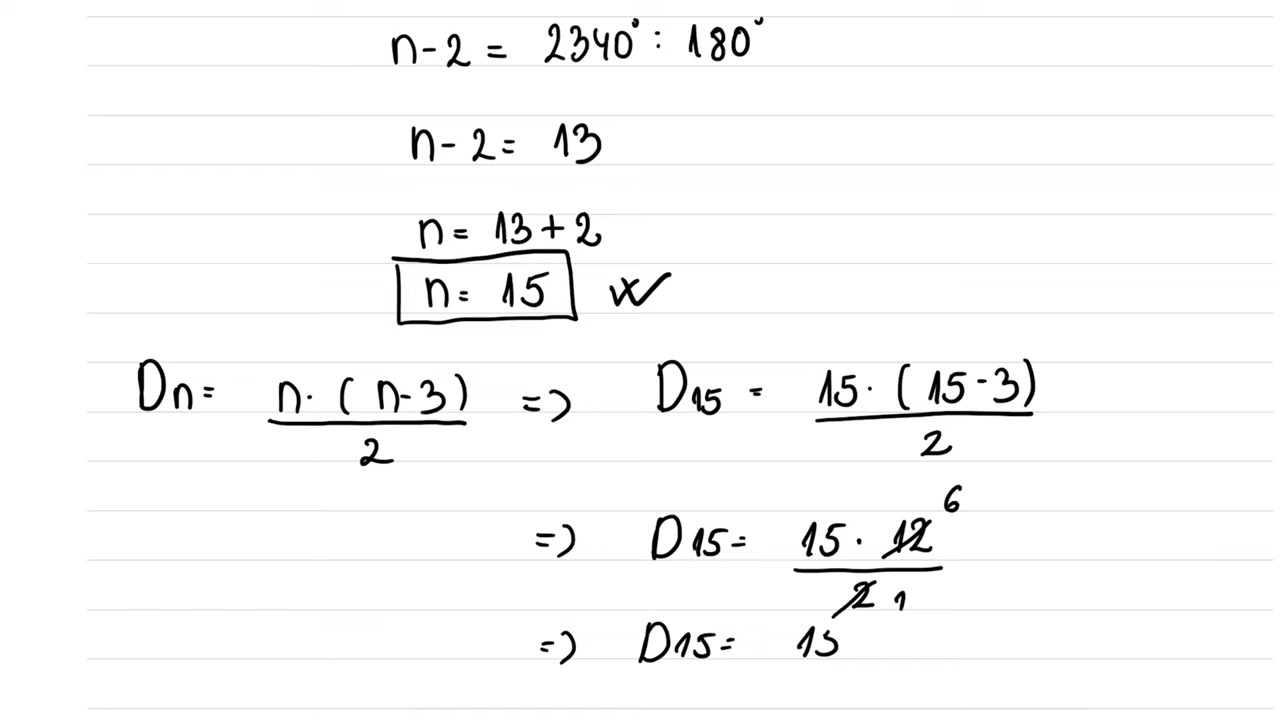 n-2 = 2340° : 180°
n-2 = 13
n = 13 + 2
n = 15
Dn = n · (n-3) / 2 => D15 = 15 · (15-3) / 2
=> D15 = 15 · 12 6 / 2 1
=> D15 = 15